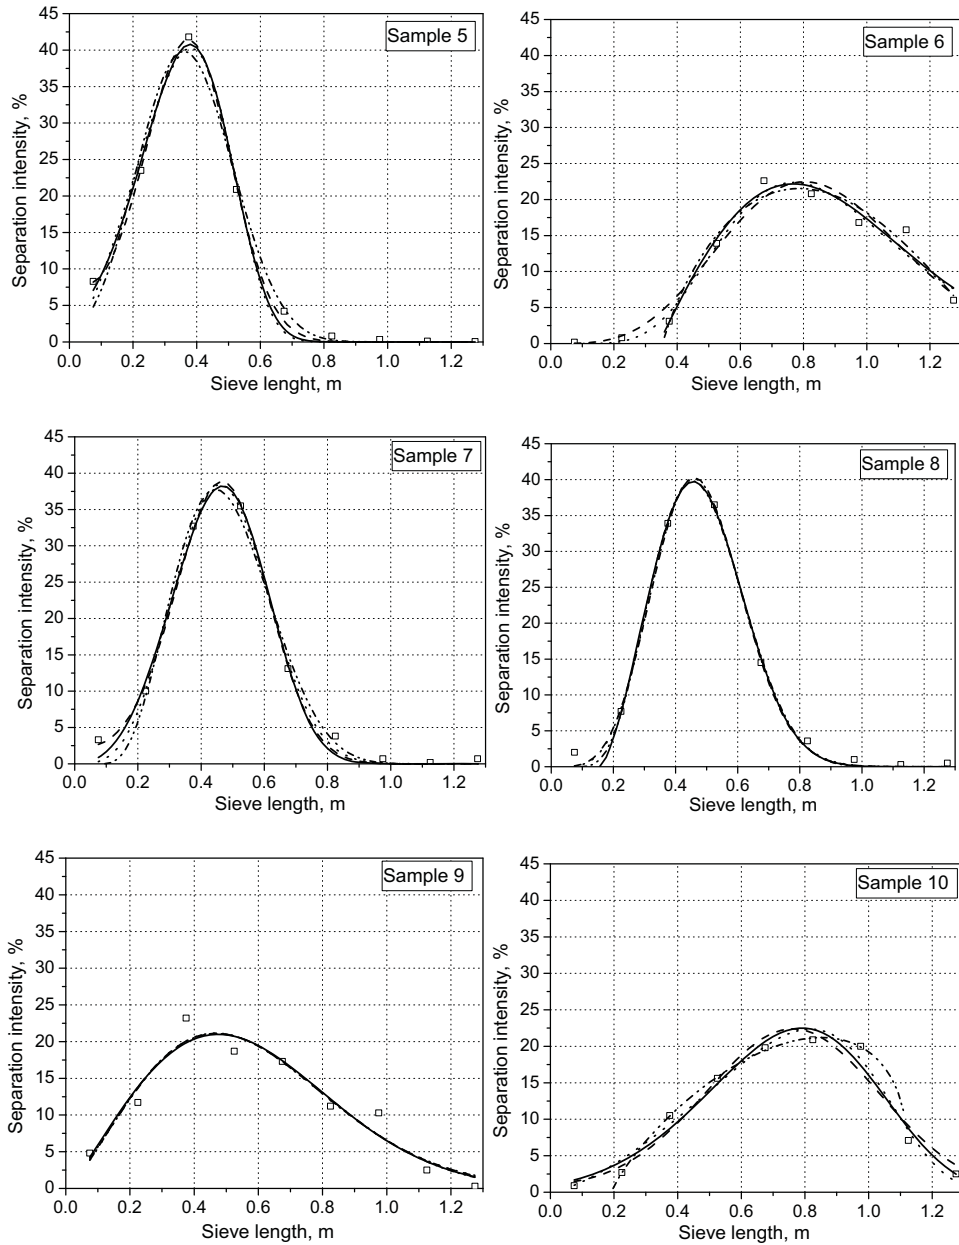 Sample 5
Separation intensity, %
45
40
35
30
25
20
15
10
5
0
0.0 0.2 0.4 0.6 0.8 1.0 1.2
Sieve lenght, m
Sample 6
Separation intensity, %
45
40
35
30
25
20
15
10
5
0
0.0 0.2 0.4 0.6 0.8 1.0 1.2
Sieve length, m
Sample 7
Separation intensity, %
45
40
35
30
25
20
15
10
5
0
0.0 0.2 0.4 0.6 0.8 1.0 1.2
Sieve length, m
Sample 8
Separation intensity, %
45
40
35
30
25
20
15
10
5
0
0.0 0.2 0.4 0.6 0.8 1.0 1.2
Sieve length, m
Sample 9
Separation intensity, %
45
40
35
30
25
20
15
10
5
0
0.0 0.2 0.4 0.6 0.8 1.0 1.2
Sieve length, m
Sample 10
Separation intensity, %
45
40
35
30
25
20
15
10
5
0
0.0 0.2 0.4 0.6 0.8 1.0 1.2
Sieve length, m